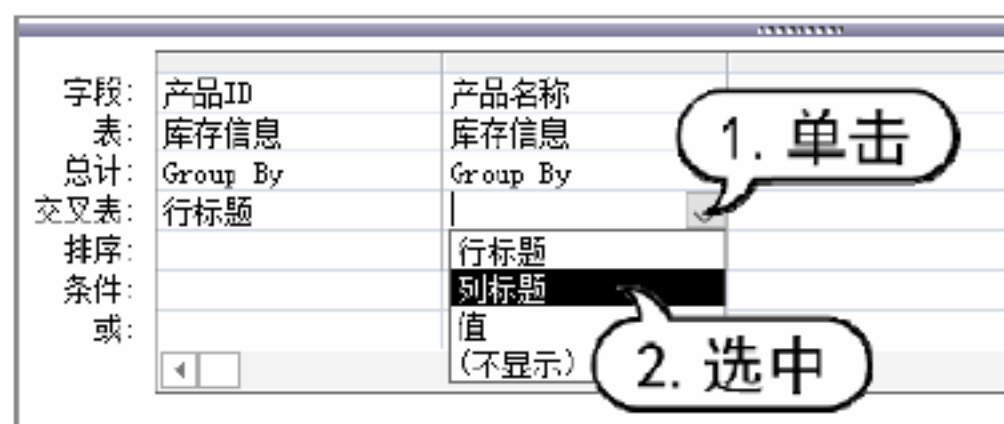 字段: 产品ID 产品名称
表: 库存信息 库存信息
总计: Group By Group By
交叉表: 行标题
排序: 行标题
条件: 列标题
或: 值
(不显示)
1. 单击
2. 选中